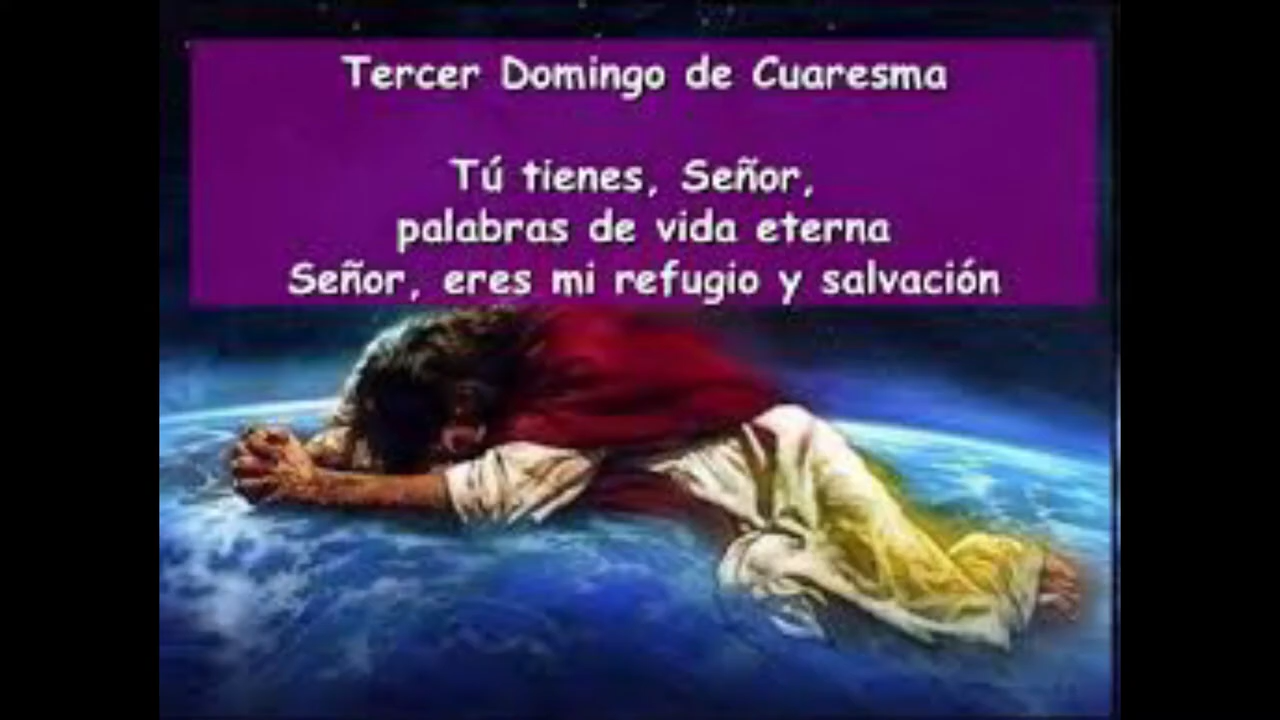 Tercer Domingo de Cuaresma
Tú tienes, Señor,
palabras de vida eterna
Señor, eres mi refugio y salvación